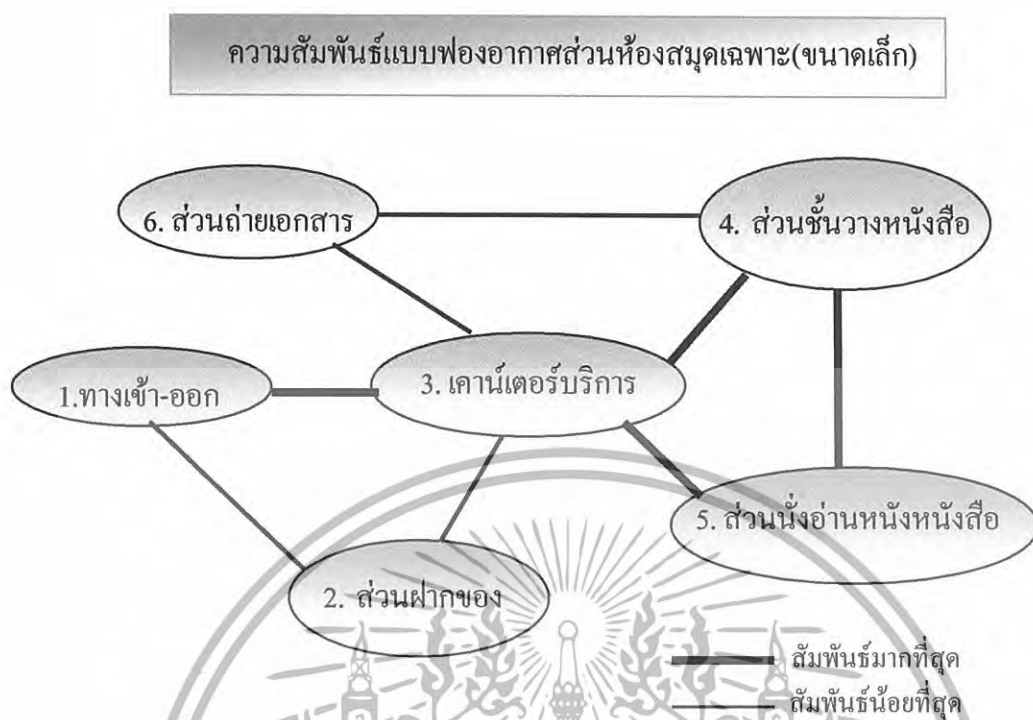 ความสัมพันธ์แบบฟองอากาศส่วนห้องสมุดเฉพาะ(ขนาดเล็ก)
6. ส่วนถ่ายเอกสาร
4. ส่วนชั้นวางหนังสือ
1.ทางเข้า-ออก
3. เคาน์เตอร์บริการ
5. ส่วนนั่งอ่านหนังหนังสือ
2. ส่วนฝากของ
สัมพันธ์มากที่สุด
สัมพันธ์น้อยที่สุด